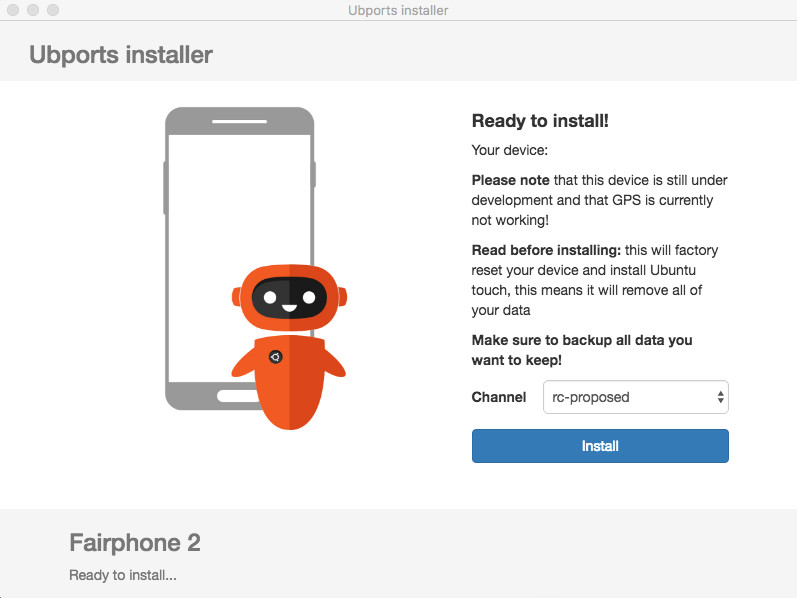 Ubports installer
Ubports installer
Ready to install!
Your device:
Please note that this device is still under
development and that GPS is currently
not working!
Read before installing: this will factory
reset your device and install Ubuntu
touch, this means it will remove all of
your data
Make sure to backup all data you
want to keep!
Channel rc-proposed
Install
Fairphone 2
Ready to install...